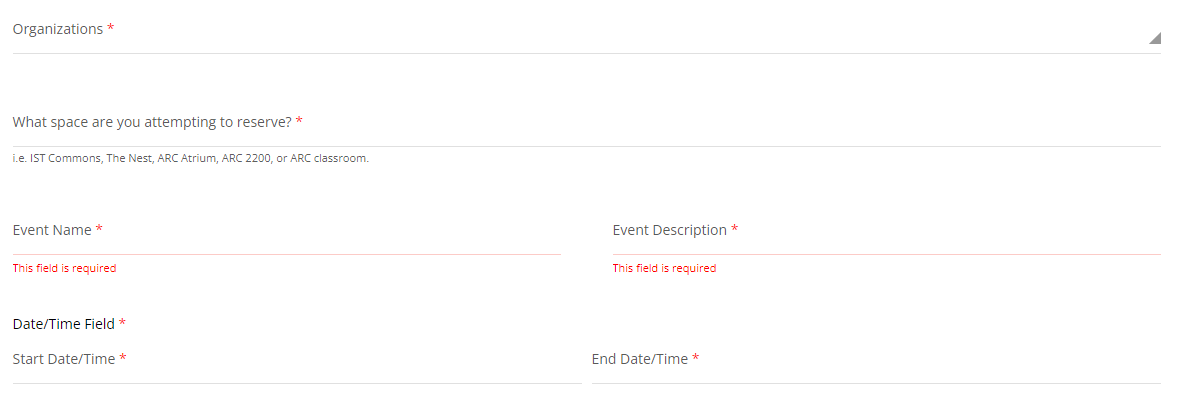 Organizations *
What space are you attempting to reserve? *
i.e. IST Commons, The Nest, ARC Atrium, ARC 2200, or ARC classroom.
Event Name *
Event Description *
This field is required
This field is required
Date/Time Field *
Start Date/Time *
End Date/Time *